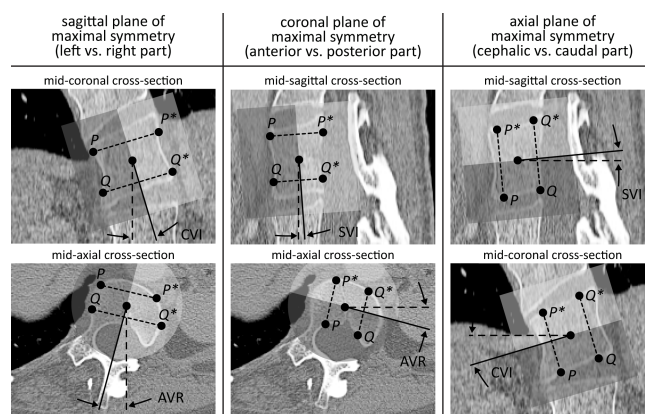 sagittal plane of
maximal symmetry
(left vs. right part)
coronal plane of
maximal symmetry
(anterior vs. posterior part)
axial plane of
maximal symmetry
(cephalic vs. caudal part)
mid-coronal cross-section
mid-sagittal cross-section
mid-sagittal cross-section
P P*
Q Q*
CVI
P P*
Q Q*
SVI
P* Q*
P Q
SVI
mid-axial cross-section
mid-axial cross-section
mid-coronal cross-section
P P*
Q Q*
AVR
P* Q*
P Q
AVR
P* Q*
P Q
CVI